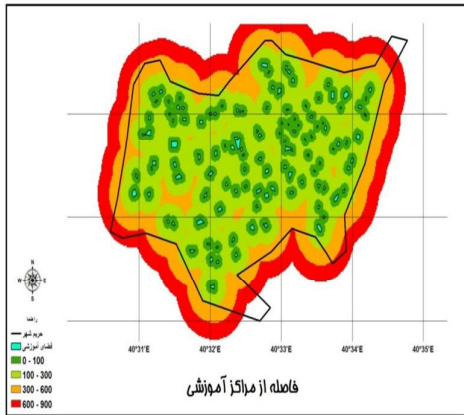 N
W E
S
راهنما
حریم شهر
فضای آموزشی
0 - 100
100 - 300
300 - 600
600 - 900
40°31'E 40°32'E 40°33'E 40°34'E 40°35'E
فاصله از مراکز آموزشی